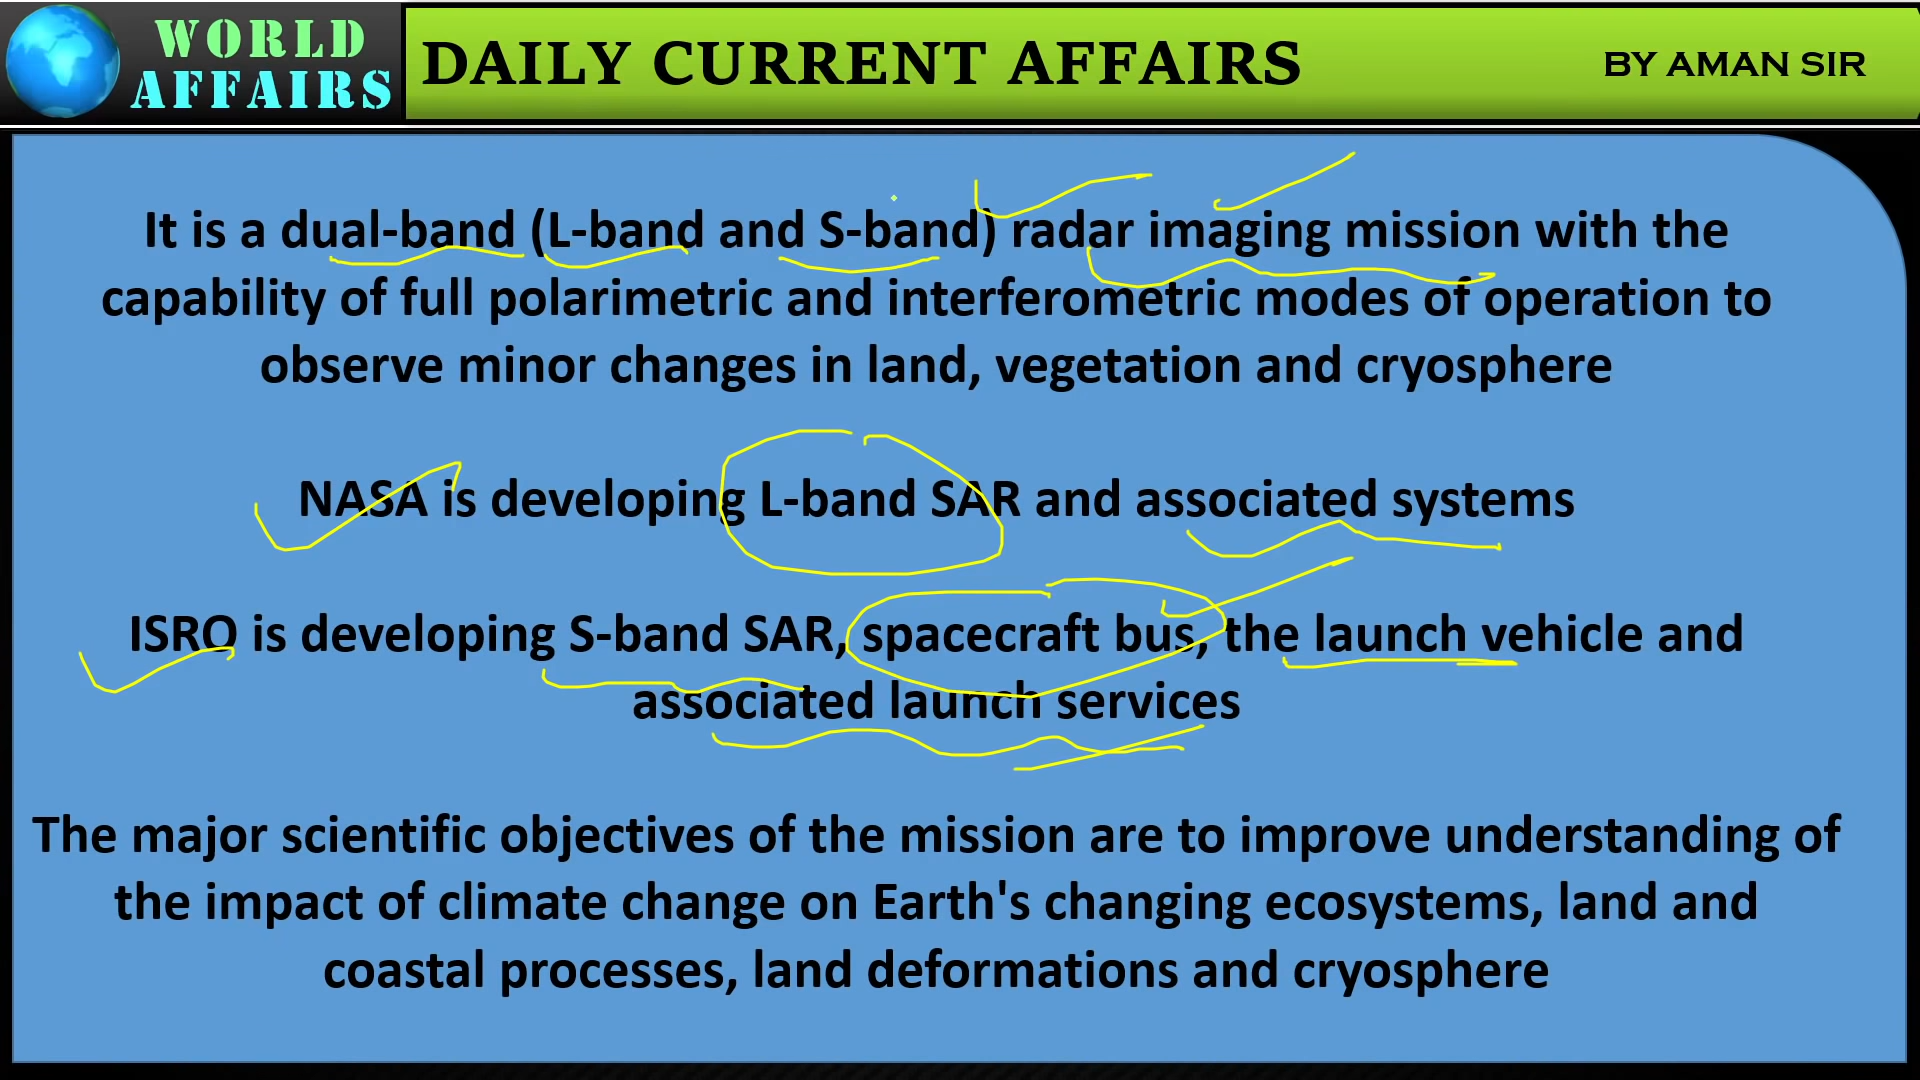 WORLD
AFFAIRS
DAILY CURRENT AFFAIRS
BY AMAN SIR
It is a dual-band (L-band and S-band) radar imaging mission with the
capability of full polarimetric and interferometric modes of operation to
observe minor changes in land, vegetation and cryosphere
NASA is developing L-band SAR and associated systems
ISRO is developing S-band SAR, spacecraft bus, the launch vehicle and
associated launch services
The major scientific objectives of the mission are to improve understanding of
the impact of climate change on Earth's changing ecosystems, land and
coastal processes, land deformations and cryosphere